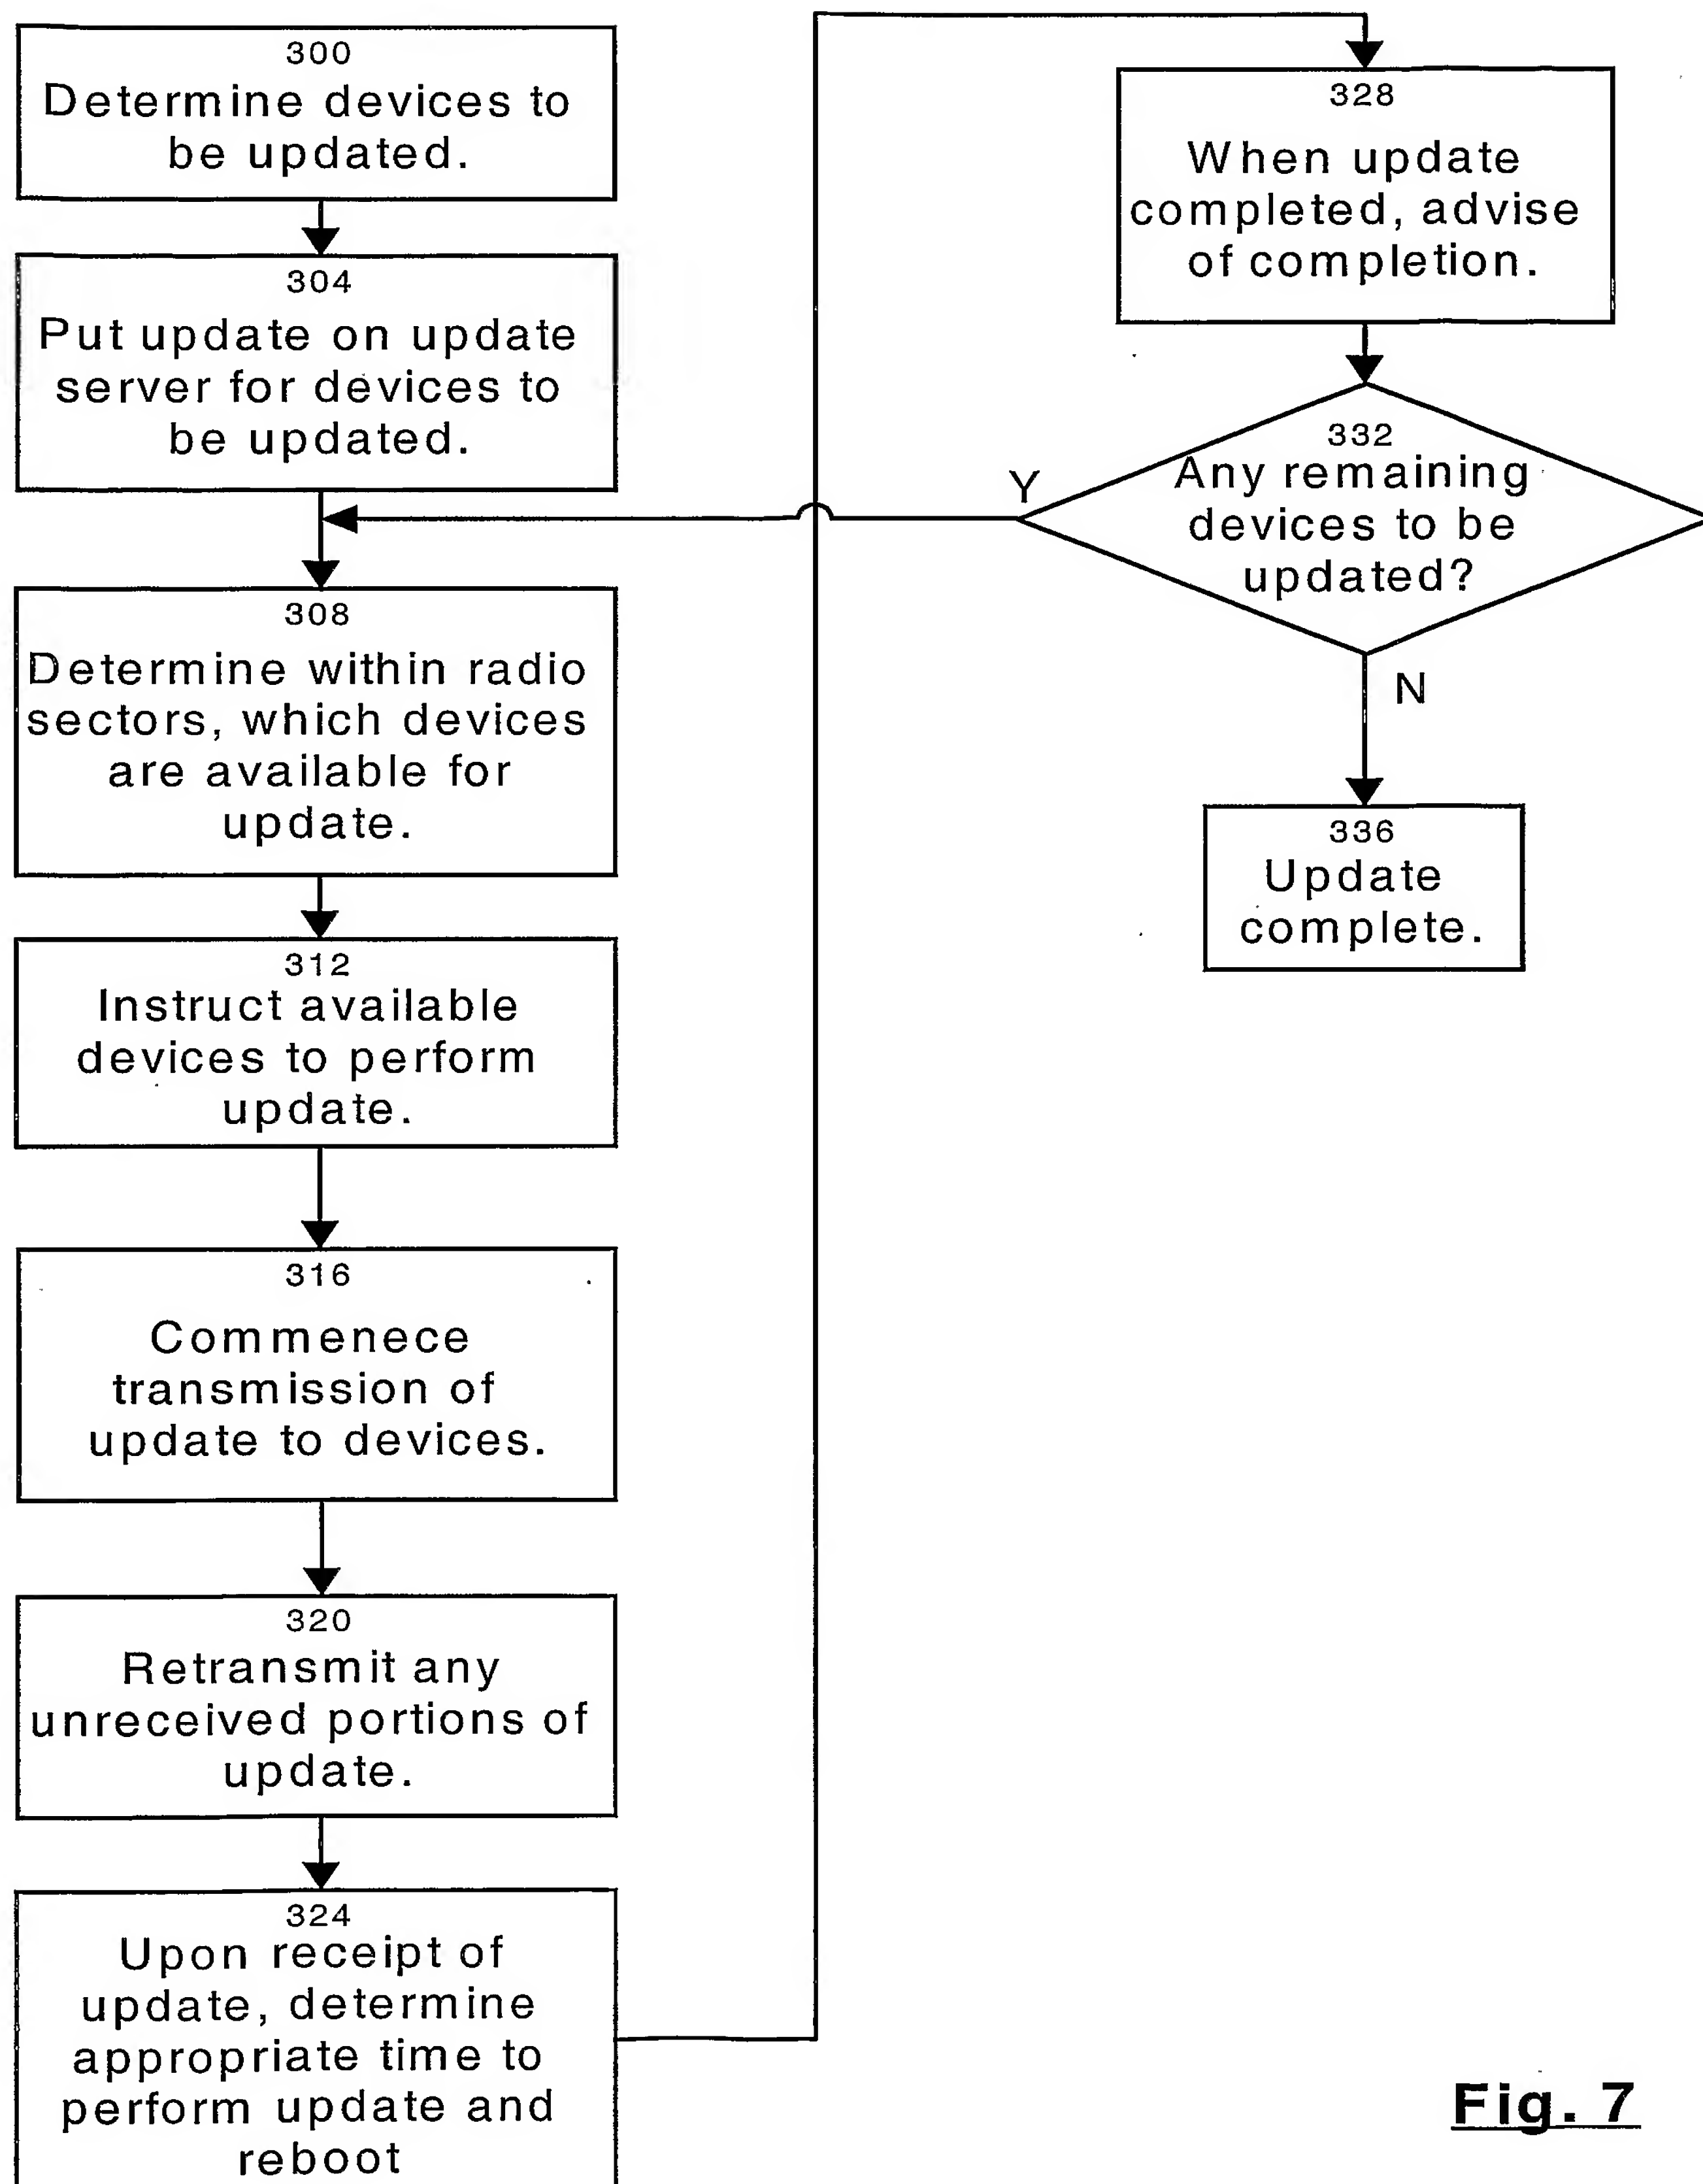 300
Determine devices to
be updated.
304
Put update on update
server for devices to
be updated.
308
Determine within radio
sectors, which devices
are available for
update.
312
Instruct available
devices to perform
update.
316
Commenece
transmission of
update to devices.
320
Retransmit any
unreceived portions of
update.
324
Upon receipt of
update, determine
appropriate time to
perform update and
reboot
328
When update
completed, advise
of completion.
332
Any remaining
devices to be
updated?
Y
N
336
Update
complete.
Fig. 7